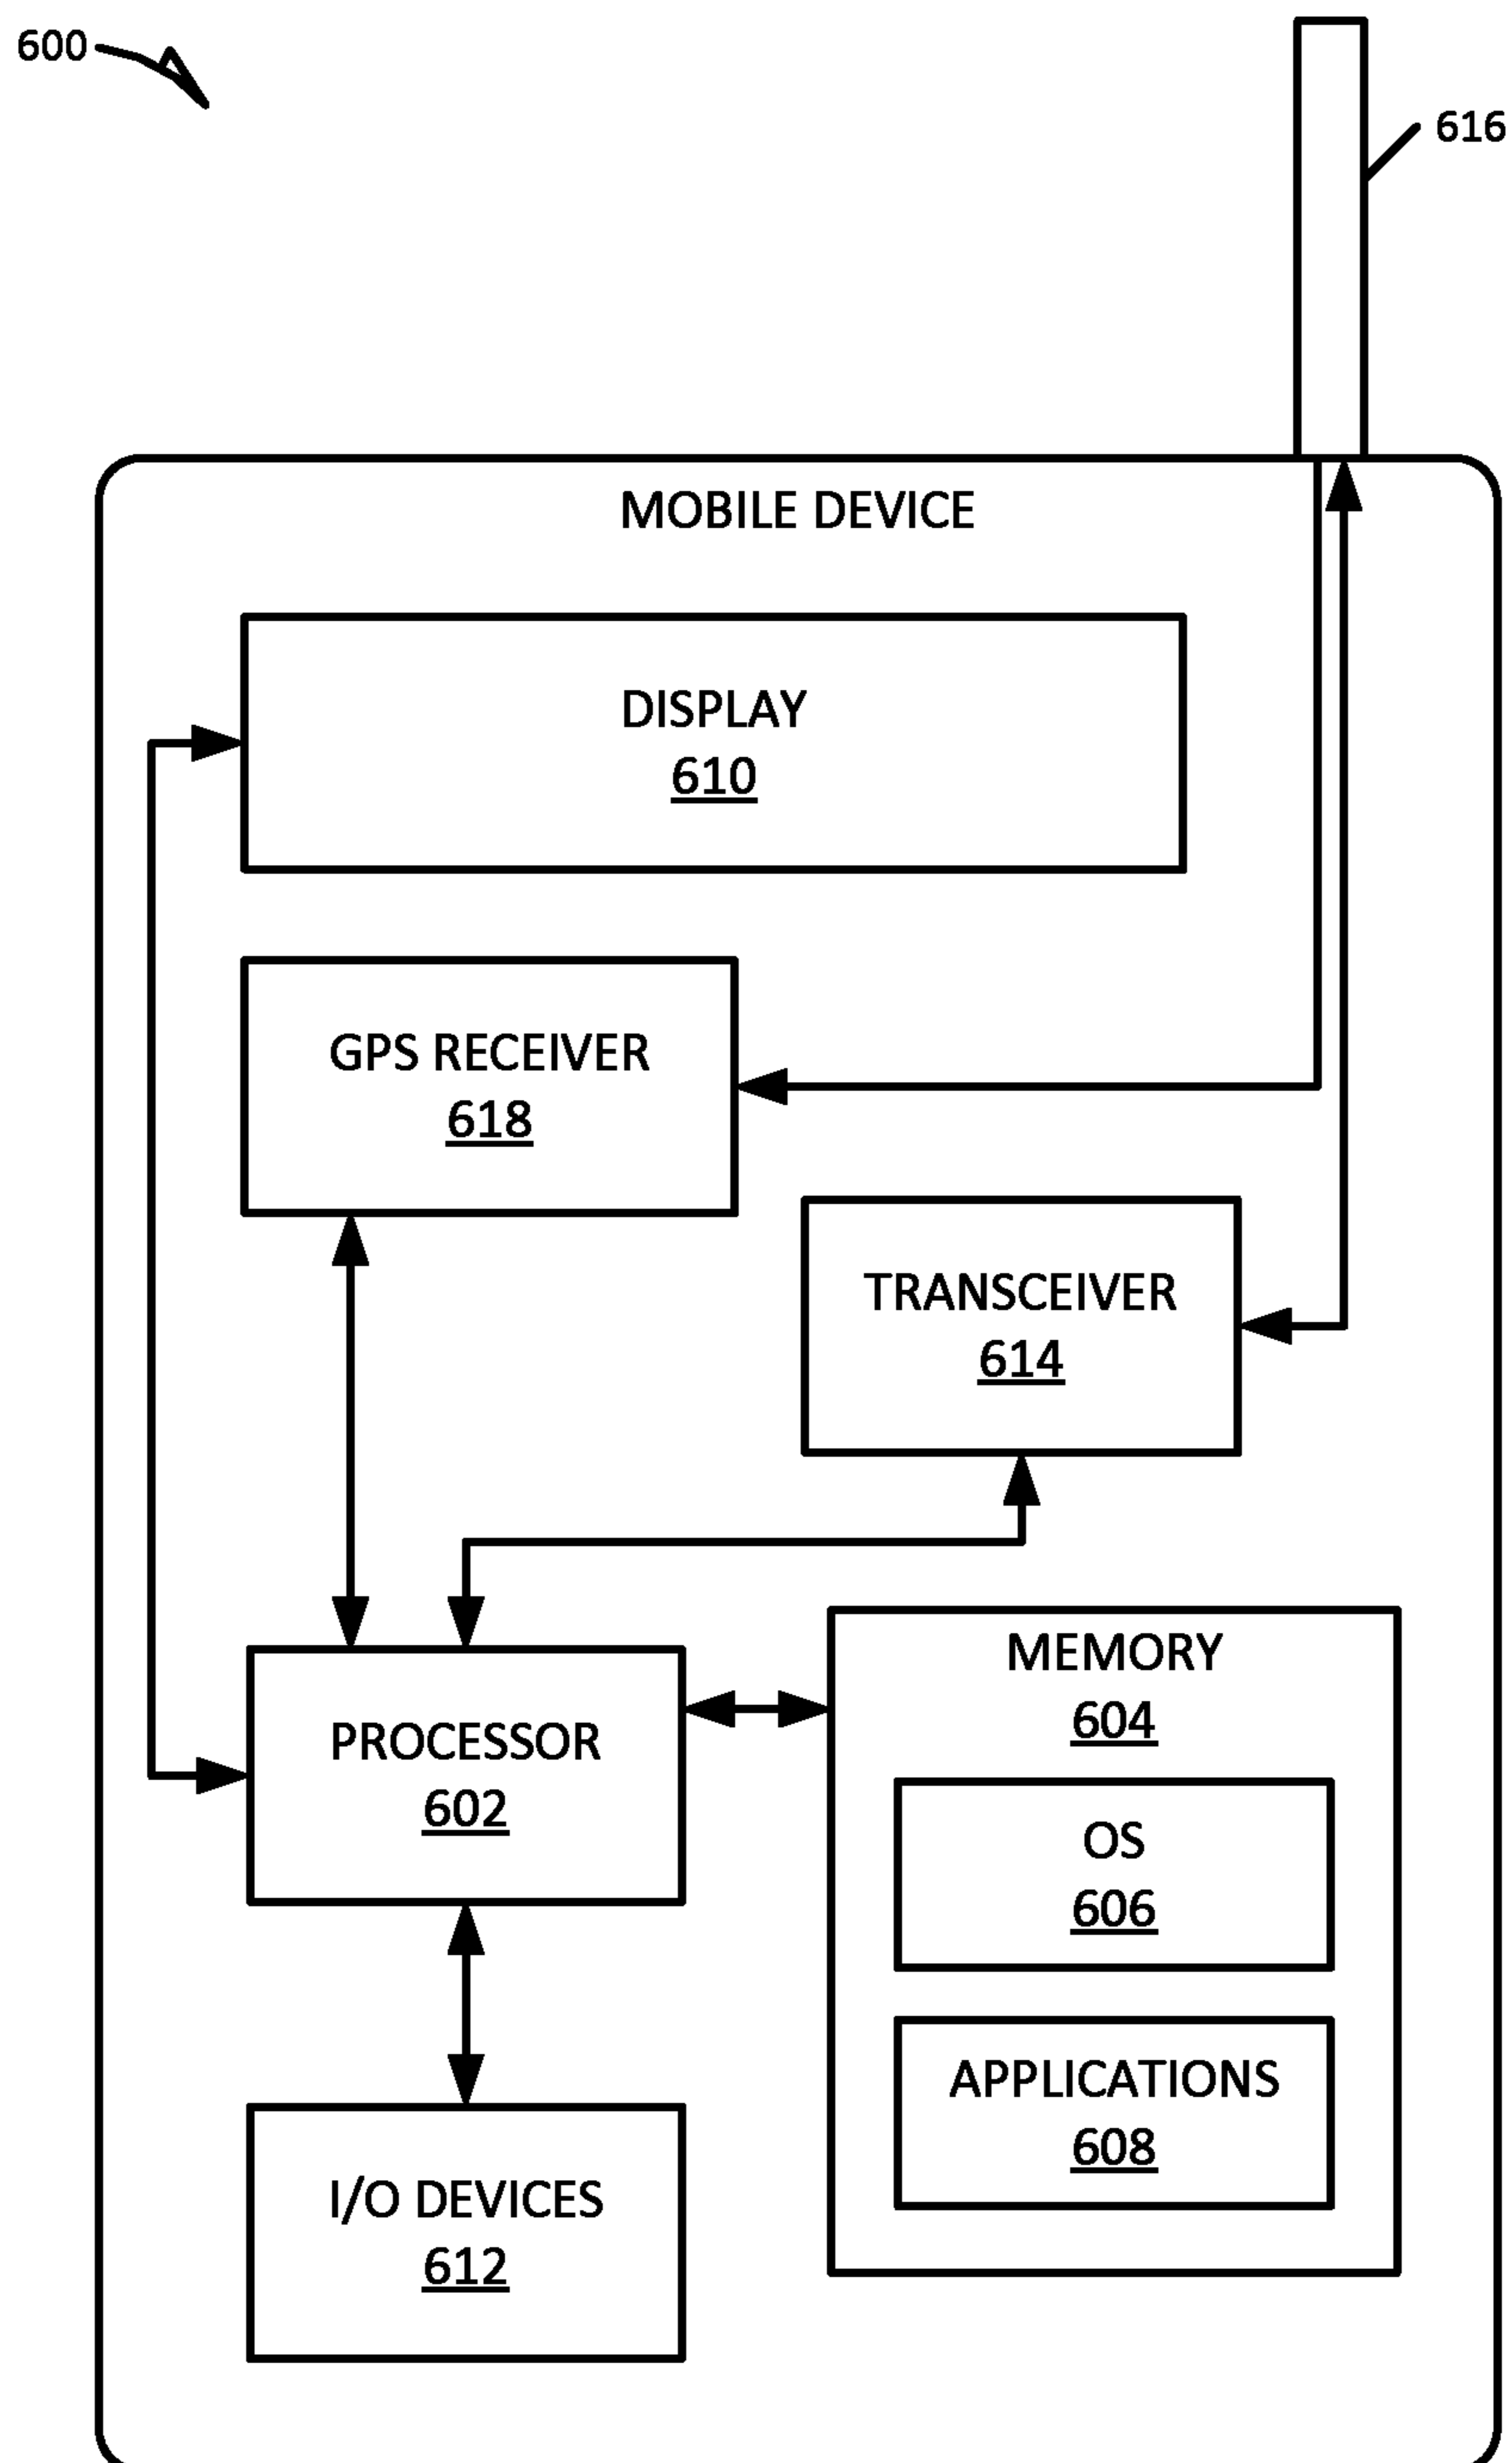 600
616
MOBILE DEVICE
DISPLAY
610
GPS RECEIVER
618
TRANSCEIVER
614
PROCESSOR
602
MEMORY
604
OS
606
APPLICATIONS
608
I/O DEVICES
612